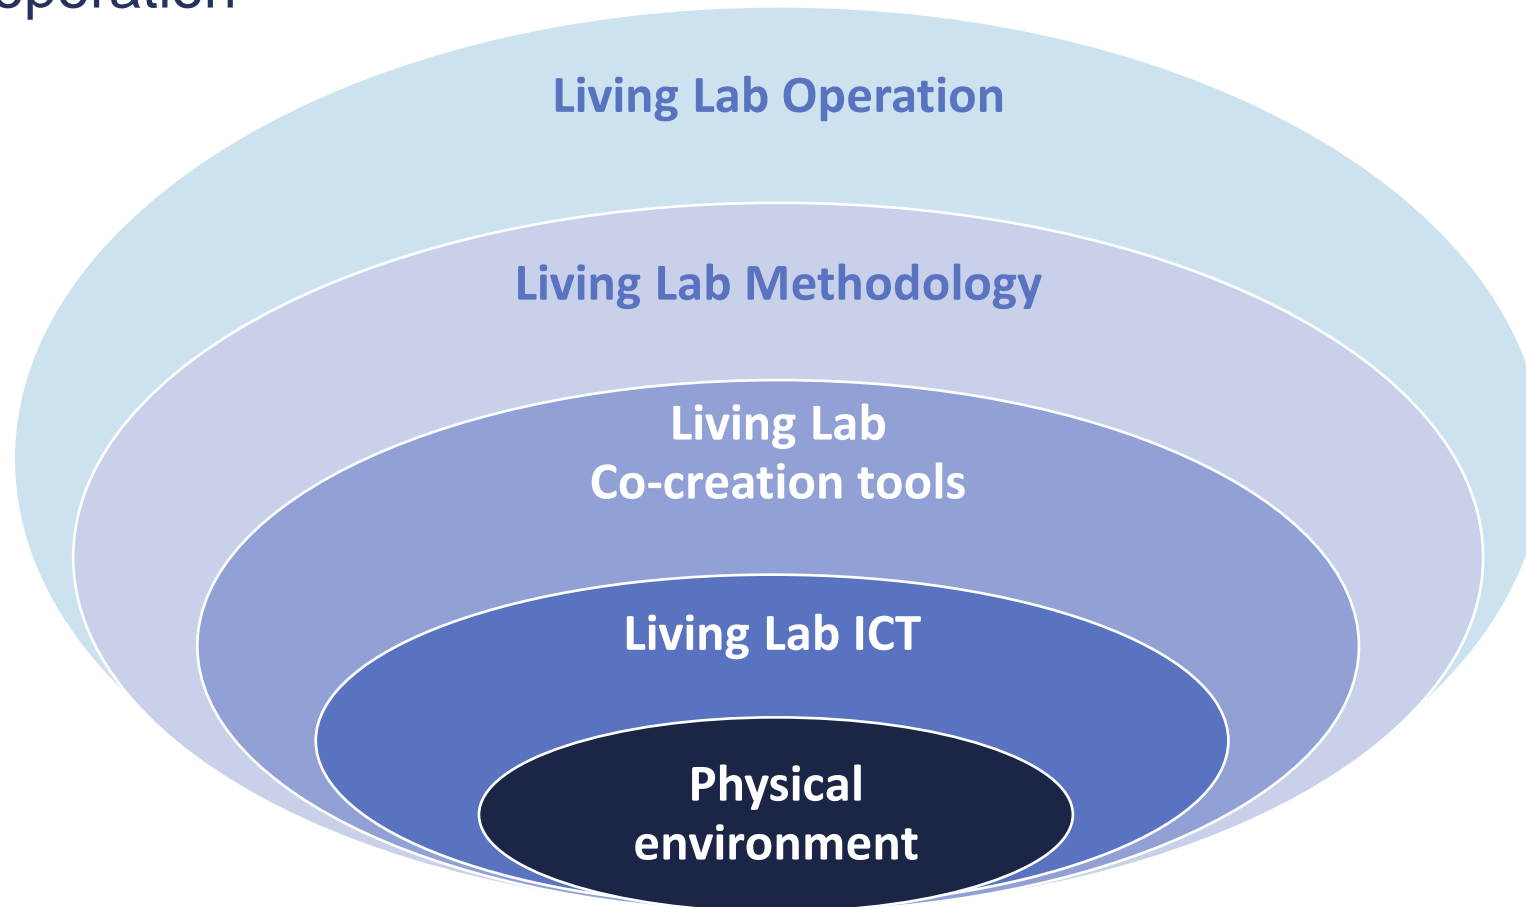 Living Lab Operation
Living Lab Methodology
Living Lab
Co-creation tools
Living Lab ICT
Physical
environment